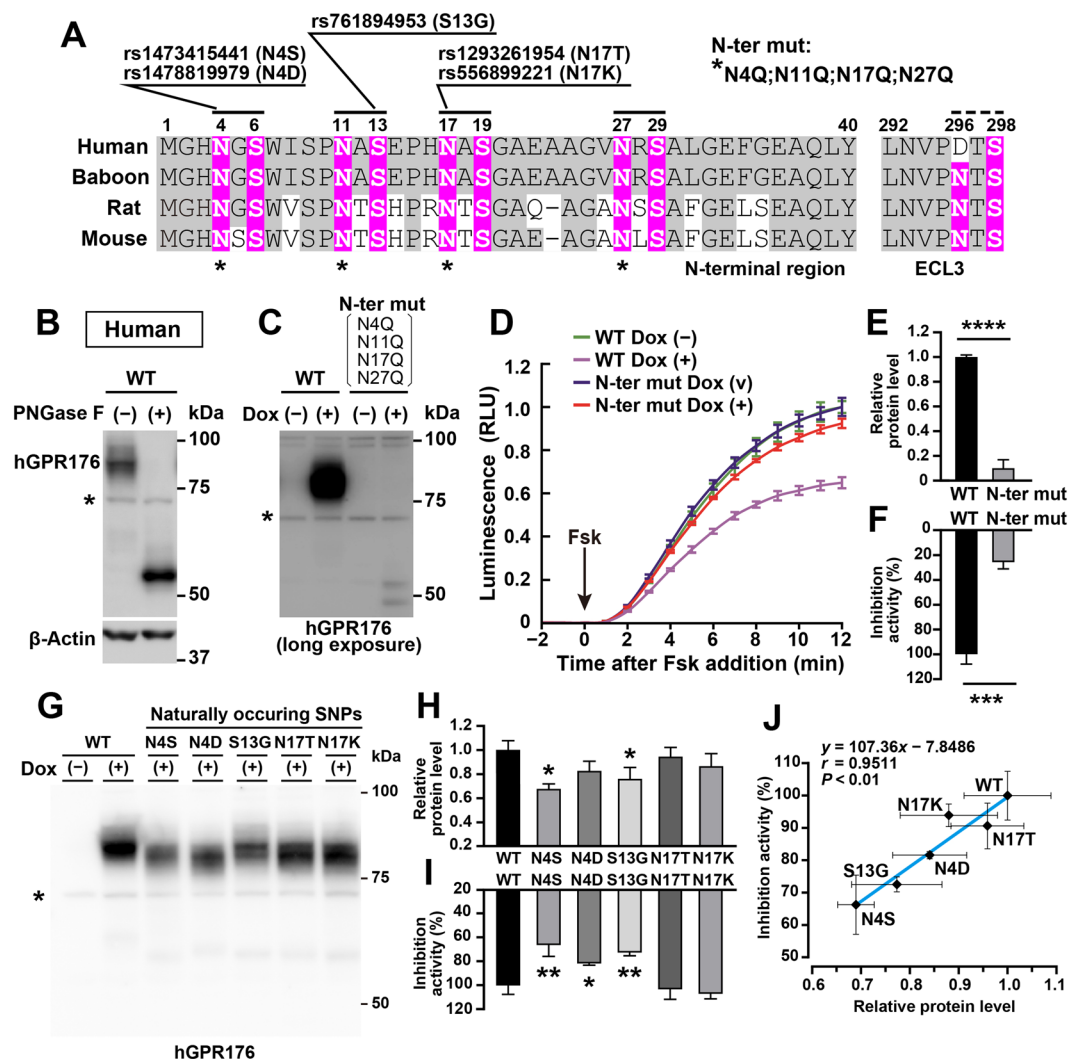 A
rs761894953 (S13G)
rs1473415441 (N4S)
rs1478819979 (N4D)
rs1293261954 (N17T)
rs556899221 (N17K)
N-ter mut:
*N4Q;N11Q;N17Q;N27Q
1 4 6 11 13 17 19 27 29 40 292 296 298
Human MGHNGSWISPNASEPHNASGAEAAGVNRSALGEFGEAQLY LNVPDTS
Baboon MGHNGSWISPNASEPHNASGAEAAGVNRSALGEFGEAQLY LNVPNTS
Rat MGHNGSWVSPNTSHPRNTSGAQ-AGANSSAFGELSEAQLY LNVPNTS
Mouse MGHNSSWVSPNTSHPRNTSGAE-AGANLSAFGELSEAQLY LNVPNTS
* * * * N-terminal region ECL3
B
Human
WT
PNGase F (−) (+) kDa
100
hGPR176
75
*
50
β-Actin
37
C
N-ter mut
N4Q
N11Q
N17Q
N27Q
WT
Dox (−) (+) (−) (+) kDa
100
75
*
50
hGPR176
(long exposure)
D
WT Dox (−)
WT Dox (+)
N-ter mut Dox (v)
N-ter mut Dox (+)
Luminescence (RLU)
1.2
1.0
0.8
0.6
0.4
0.2
0
Fsk
−2 0 2 4 6 8 10 12
Time after Fsk addition (min)
E
****
Relative
protein level
1.2
1.0
0.8
0.6
0.4
0.2
0
WT N-ter mut
F
WT N-ter mut
Inhibition
activity (%)
0
20
40
60
80
100
120
***
G
Naturally occuring SNPs
WT N4S N4D S13G N17T N17K
kDa
Dox (−) (+) (+) (+) (+) (+) (+)
100
75
*
50
hGPR176
H
Relative
protein level
1.2
1.0
0.8
0.6
0.4
0.2
* *
WT N4S N4D S13G N17T N17K
I
Inhibition
activity (%)
20
40
60
80
100
120
** * **
J
y = 107.36x − 7.8486
r = 0.9511
P < 0.01
Inhibition activity (%)
110
100
90
80
70
60
50
WT
N17K
N17T
N4D
S13G
N4S
0.6 0.7 0.8 0.9 1.0 1.1
Relative protein level